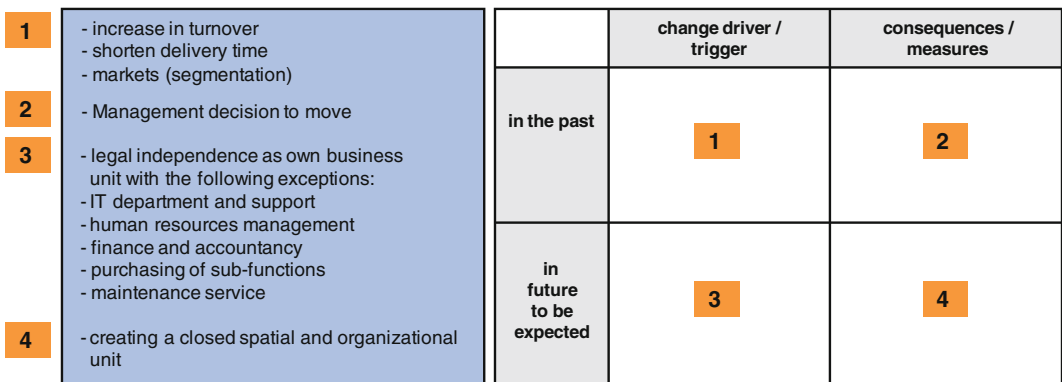 1
- increase in turnover
- shorten delivery time
- markets (segmentation)
2
- Management decision to move
3
- legal independence as own business
unit with the following exceptions:
- IT department and support
- human resources management
- finance and accountancy
- purchasing of sub-functions
- maintenance service
4
- creating a closed spatial and organizational
unit
change driver /
trigger
consequences /
measures
in the past
1
2
in
future
to be
expected
3
4